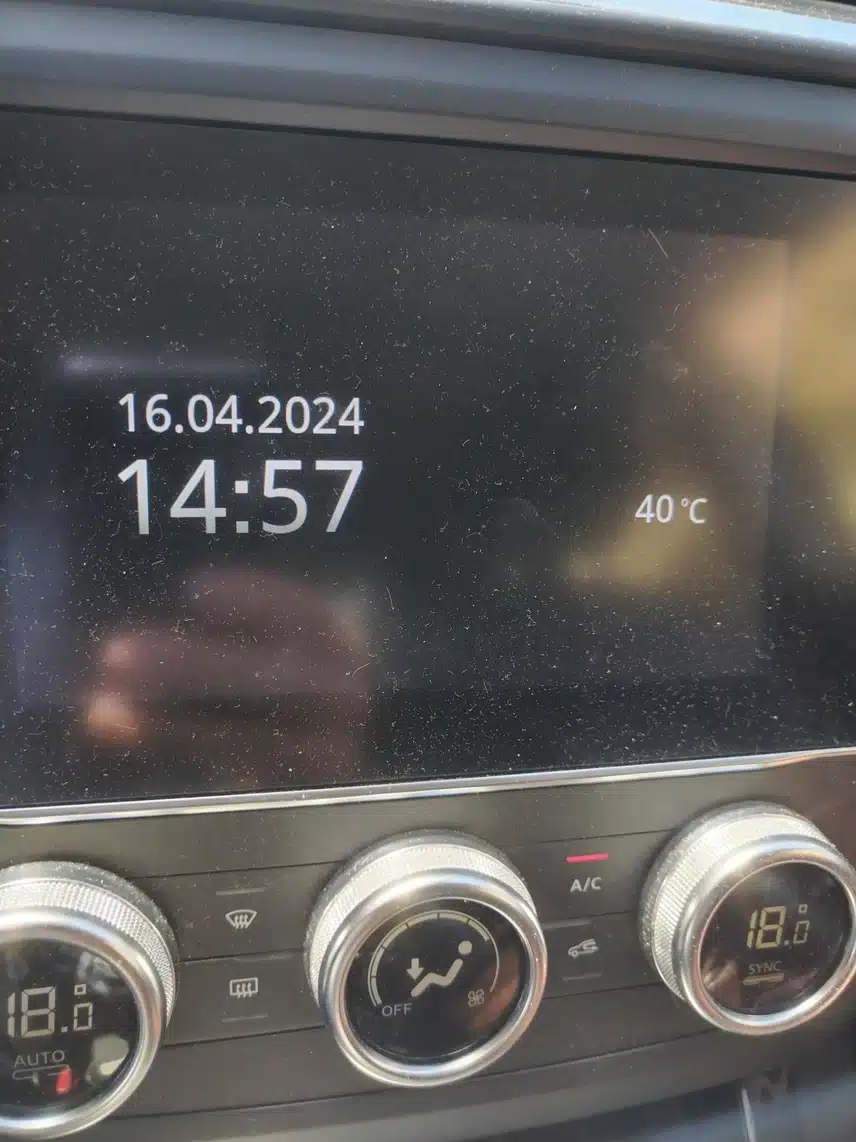 16.04.2024
14:57
40 °C
A/C
18.0°
SYNC
OFF
18.0°
AUTO